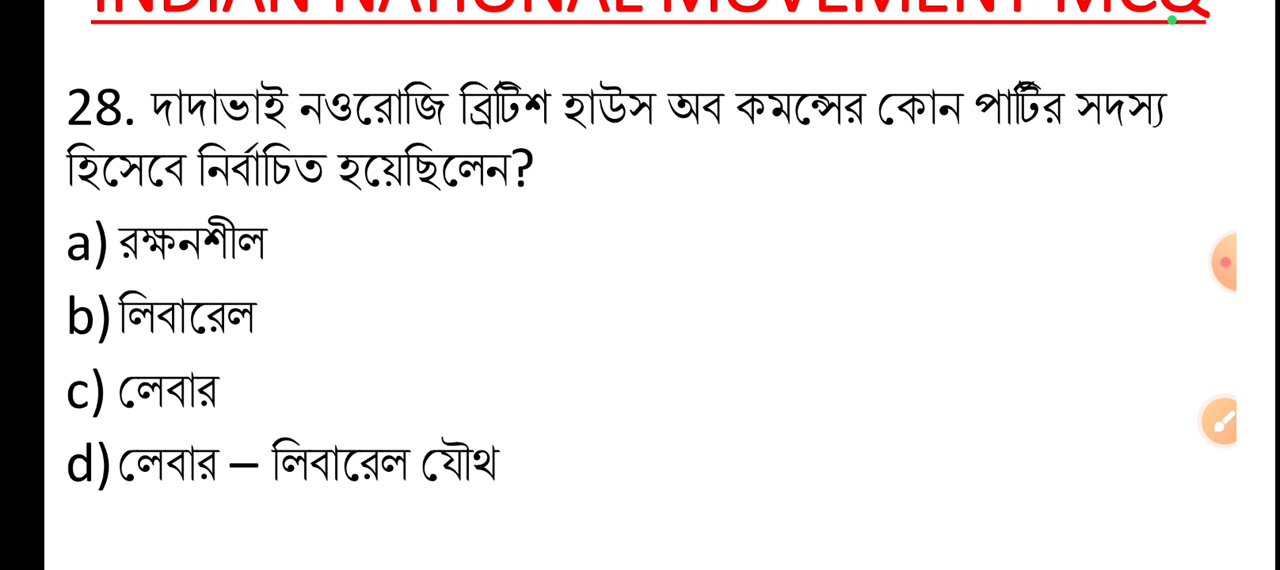 INDIAN NATIONAL MOVEMENT MCQ
28. দাদাভাই নওরোজি ব্রিটিশ হাউস অব কমন্সের কোন পার্টির সদস্য
হিসেবে নির্বাচিত হয়েছিলেন?
a) রক্ষনশীল
b) লিবারেল
c) লেবার
d) লেবার – লিবারেল যৌথ